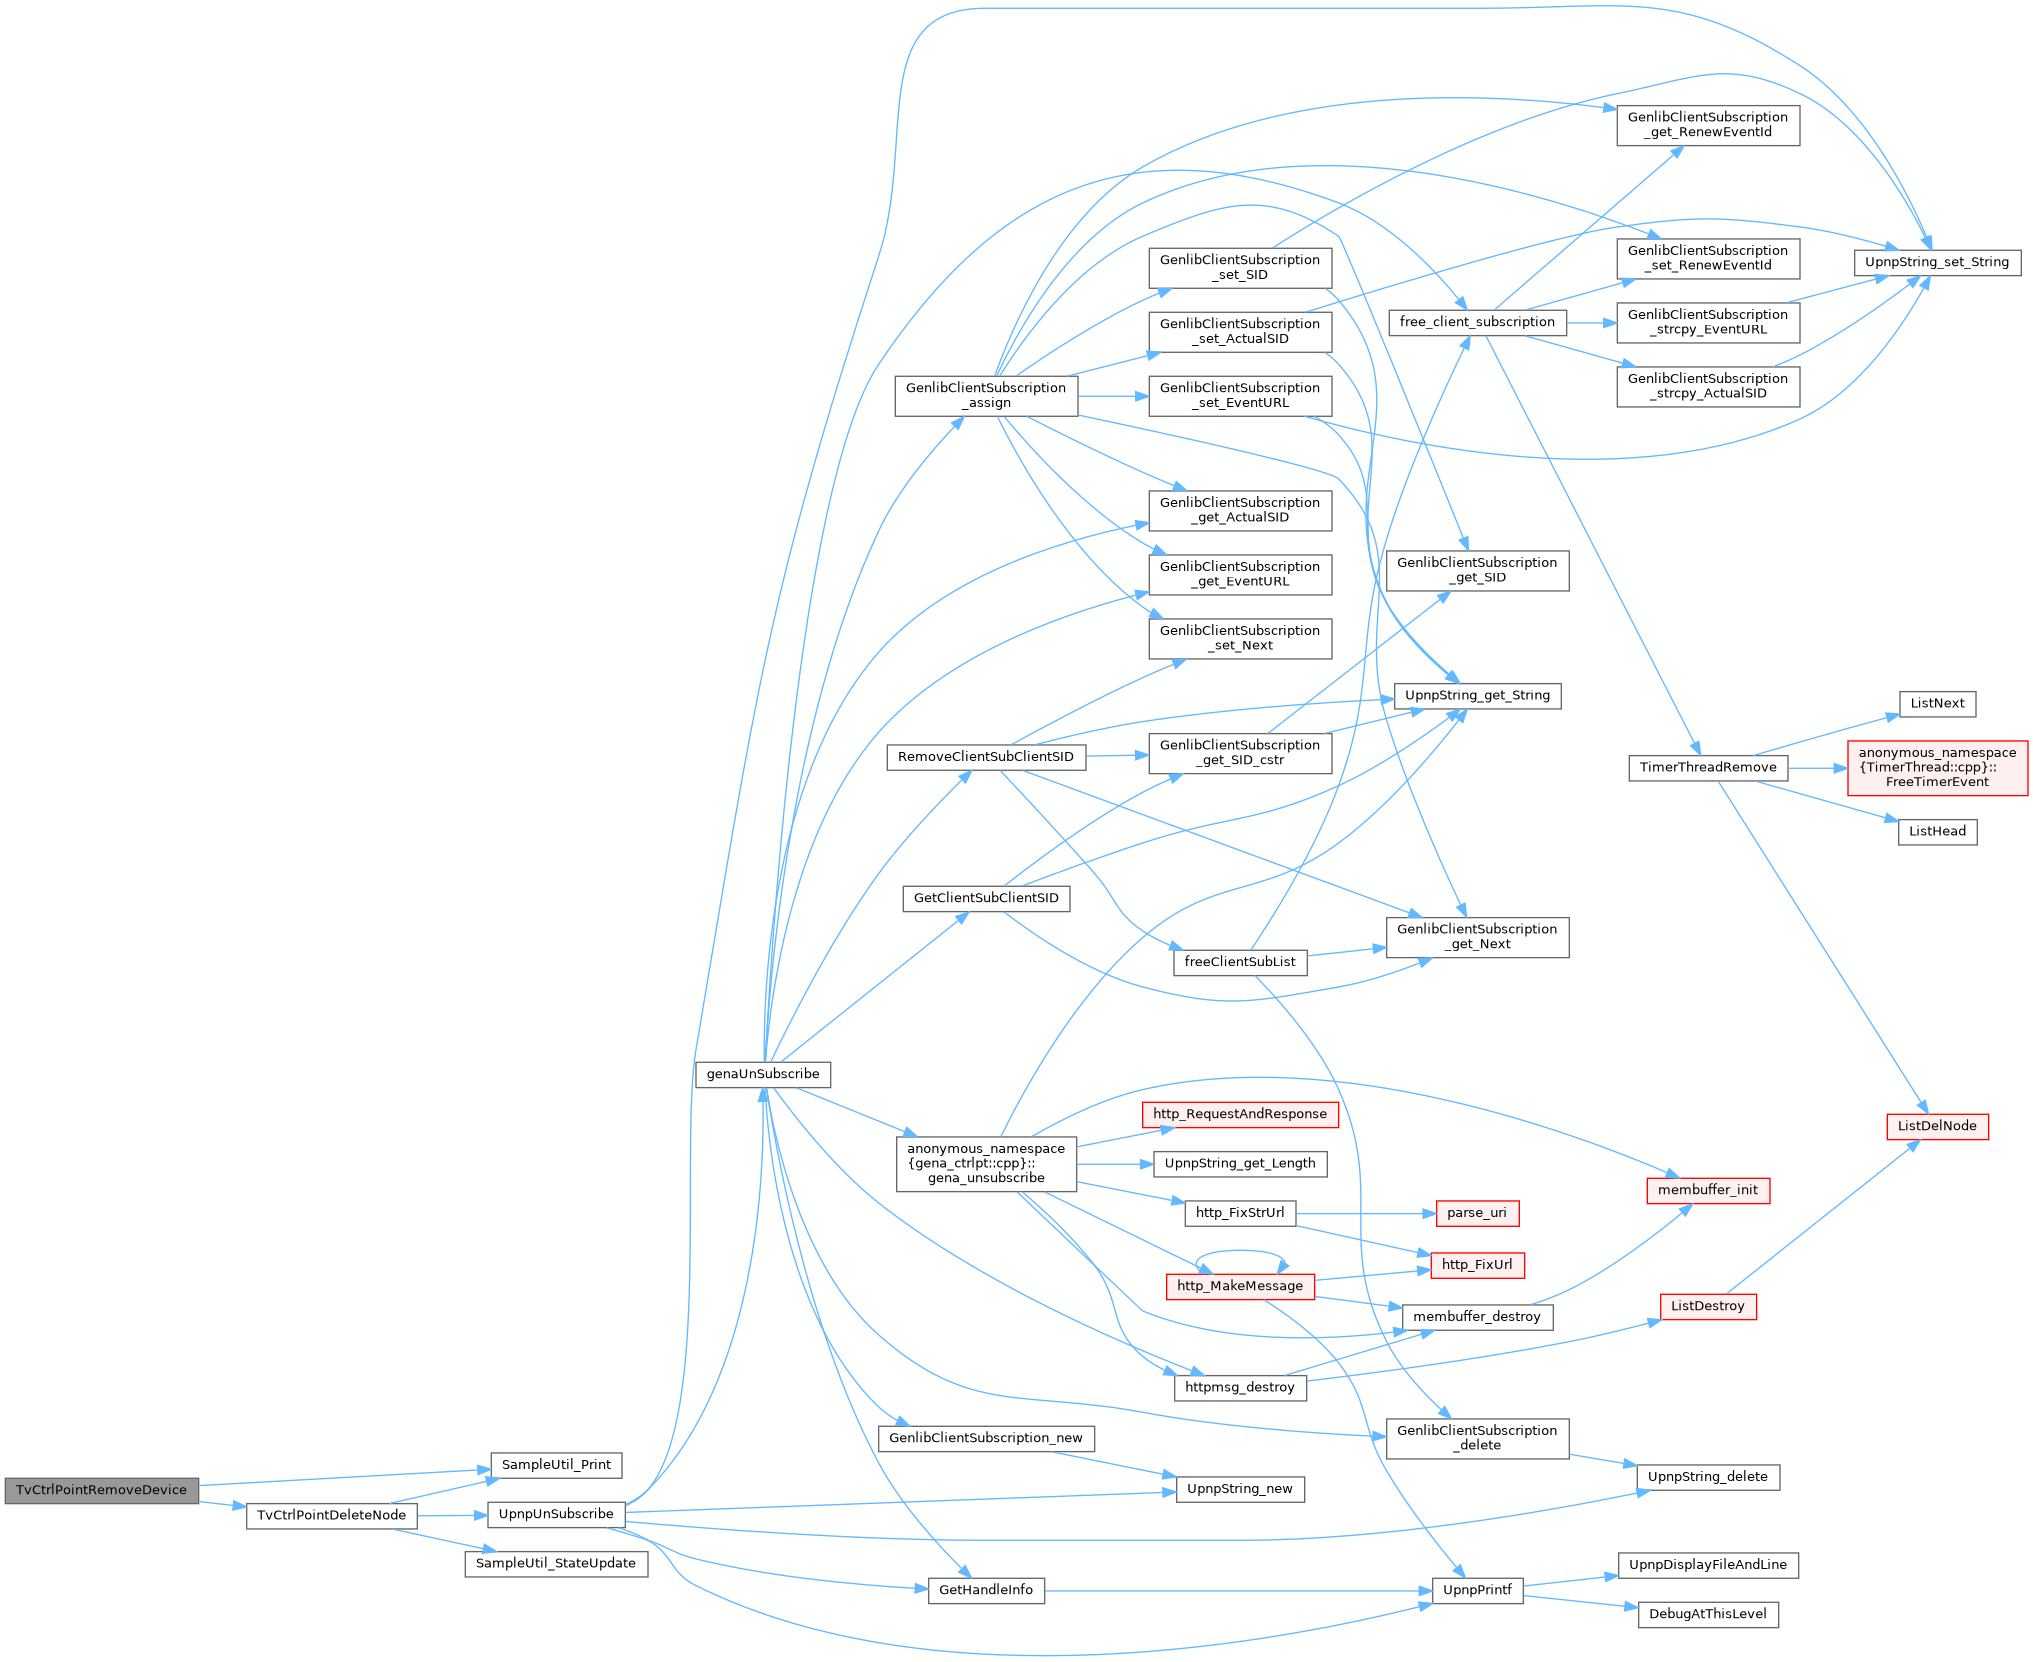 TvCtrlPointRemoveDevice
SampleUtil_Print
TvCtrlPointDeleteNode
UpnpUnSubscribe
SampleUtil_StateUpdate
genaUnSubscribe
GenlibClientSubscription
_assign
RemoveClientSubClientSID
GetClientSubClientSID
anonymous_namespace
{gena_ctrlpt::cpp}::
gena_unsubscribe
GenlibClientSubscription_new
GetHandleInfo
GenlibClientSubscription
_set_SID
GenlibClientSubscription
_set_ActualSID
GenlibClientSubscription
_set_EventURL
GenlibClientSubscription
_get_ActualSID
GenlibClientSubscription
_get_EventURL
GenlibClientSubscription
_set_Next
GenlibClientSubscription
_get_SID_cstr
freeClientSubList
http_RequestAndResponse
UpnpString_get_Length
http_FixStrUrl
http_MakeMessage
httpmsg_destroy
UpnpString_new
free_client_subscription
GenlibClientSubscription
_get_SID
UpnpString_get_String
GenlibClientSubscription
_get_Next
parse_uri
http_FixUrl
membuffer_destroy
GenlibClientSubscription
_delete
UpnpPrintf
GenlibClientSubscription
_get_RenewEventId
GenlibClientSubscription
_set_RenewEventId
GenlibClientSubscription
_strcpy_EventURL
GenlibClientSubscription
_strcpy_ActualSID
TimerThreadRemove
membuffer_init
ListDestroy
UpnpString_delete
UpnpDisplayFileAndLine
DebugAtThisLevel
UpnpString_set_String
ListNext
anonymous_namespace
{TimerThread::cpp}::
FreeTimerEvent
ListHead
ListDelNode